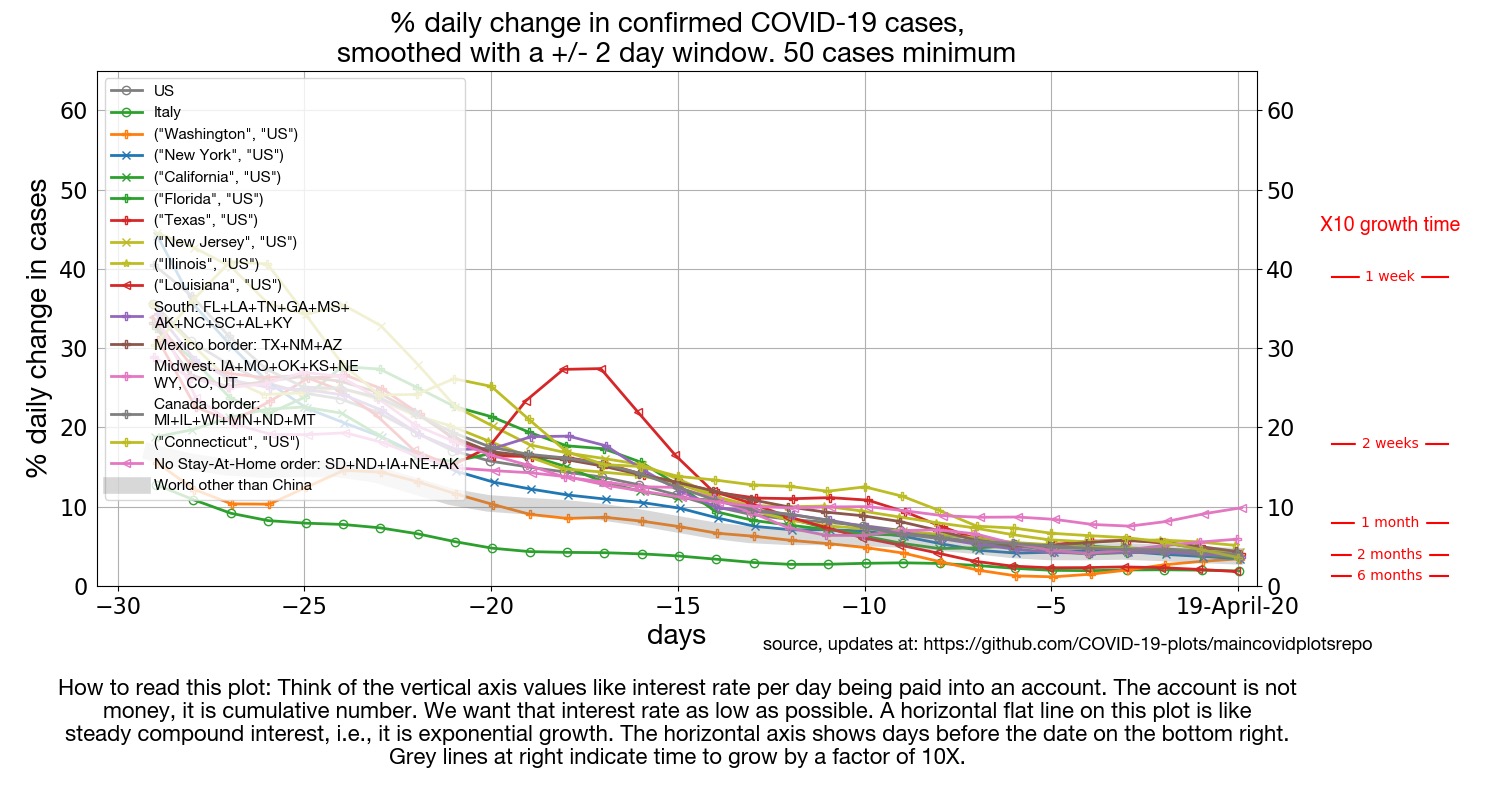 % daily change in confirmed COVID-19 cases,
smoothed with a +/- 2 day window. 50 cases minimum
% daily change in cases
60
50
40
30
20
10
0
US
Italy
("Washington", "US")
("New York", "US")
("California", "US")
("Florida", "US")
("Texas", "US")
("New Jersey", "US")
("Illinois", "US")
("Louisiana", "US")
South: FL+LA+TN+GA+MS+
AK+NC+SC+AL+KY
Mexico border: TX+NM+AZ
Midwest: IA+MO+OK+KS+NE
WY, CO, UT
Canada border:
MI+IL+WI+MN+ND+MT
("Connecticut", "US")
No Stay-At-Home order: SD+ND+IA+NE+AK
World other than China
60
50
40
30
20
10
0
X10 growth time
1 week
2 weeks
1 month
2 months
6 months
−30 −25 −20 −15 −10 −5 19-April-20
days
source, updates at: https://github.com/COVID-19-plots/maincovidplotsrepo
How to read this plot: Think of the vertical axis values like interest rate per day being paid into an account. The account is not
money, it is cumulative number. We want that interest rate as low as possible. A horizontal flat line on this plot is like
steady compound interest, i.e., it is exponential growth. The horizontal axis shows days before the date on the bottom right.
Grey lines at right indicate time to grow by a factor of 10X.